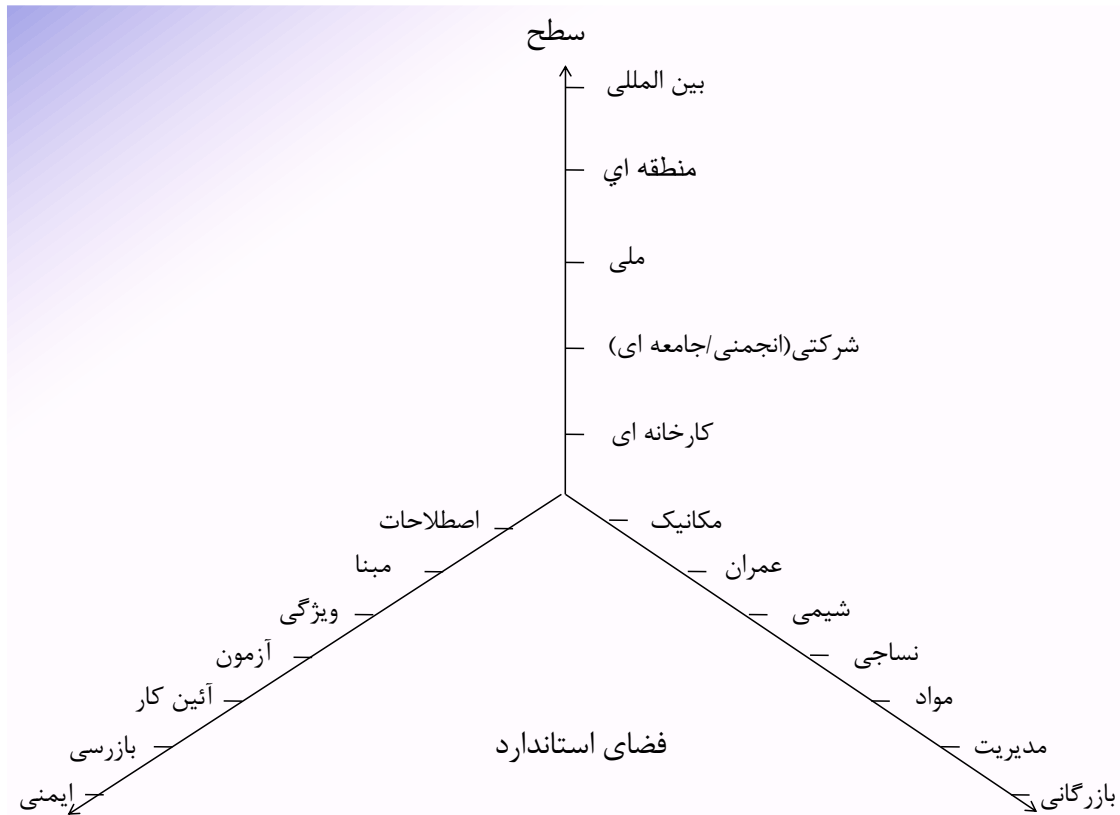 سطح
بین المللی
منطقه اي
ملی
شرکتی(انجمنی/جامعه ای)
کارخانه ای
مکانیک
عمران
شیمی
نساجی
مواد
مدیریت
بازرگانی
اصطلاحات
مبنا
ویژگی
آزمون
آئین کار
بازرسی
ایمنی
فضای استاندارد